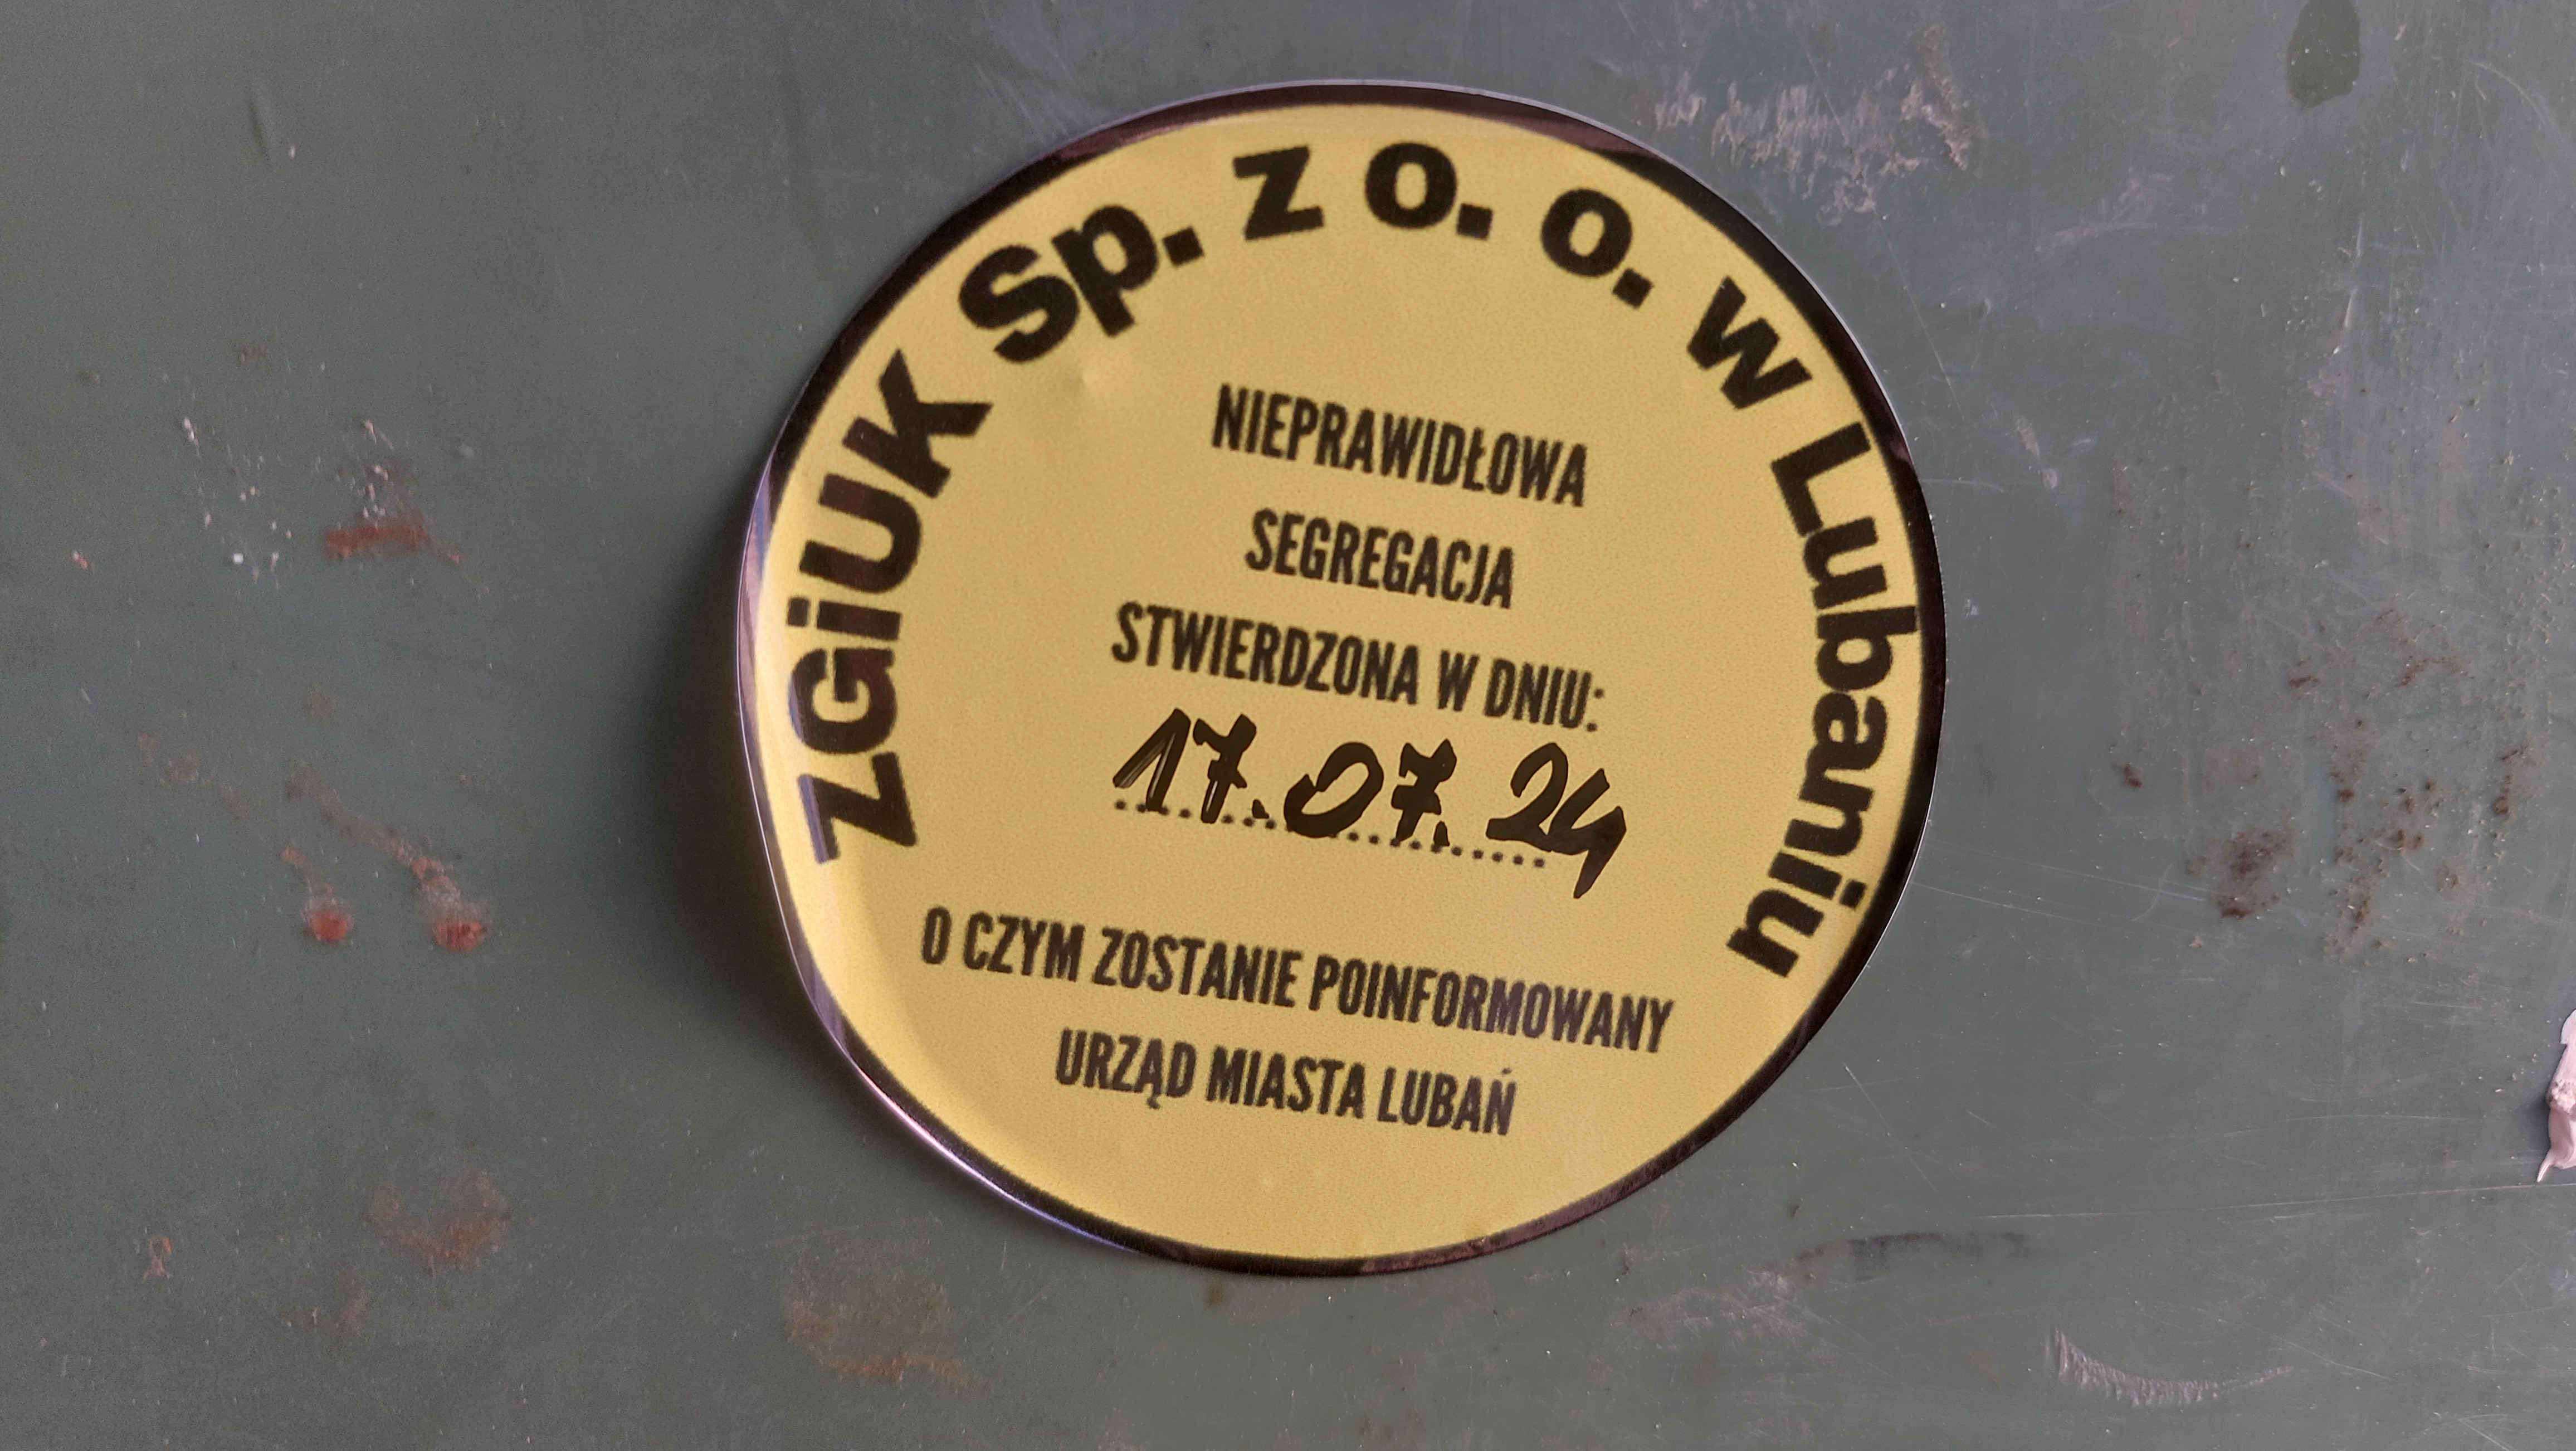 ZGiUK Sp. z o. o. w Lubaniu
NIEPRAWIDŁOWA
SEGREGACJA
STWIERDZONA W DNIU:
17.07.24
O CZYM ZOSTANIE POINFORMOWANY
URZĄD MIASTA LUBAŃ